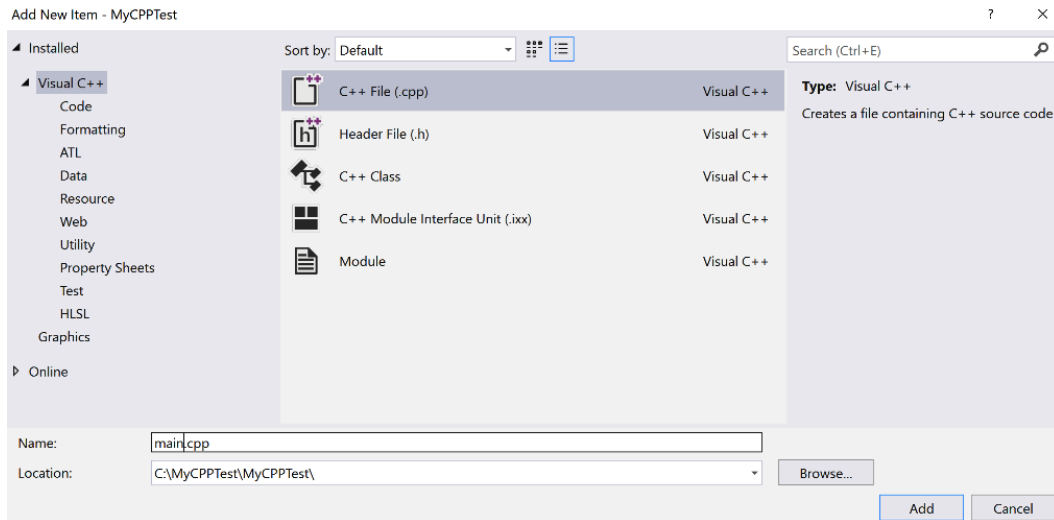 Add New Item - MyCPPTest
?
Installed
Sort by: Default
Search (Ctrl+E)
Visual C++
Code
Formatting
ATL
Data
Resource
Web
Utility
Property Sheets
Test
HLSL
Graphics
Online
C++ File (.cpp) Visual C++
Header File (.h) Visual C++
C++ Class Visual C++
C++ Module Interface Unit (.ixx) Visual C++
Module Visual C++
Type: Visual C++
Creates a file containing C++ source code
Name: main.cpp
Location: C:\MyCPPTest\MyCPPTest\
Browse...
Add Cancel